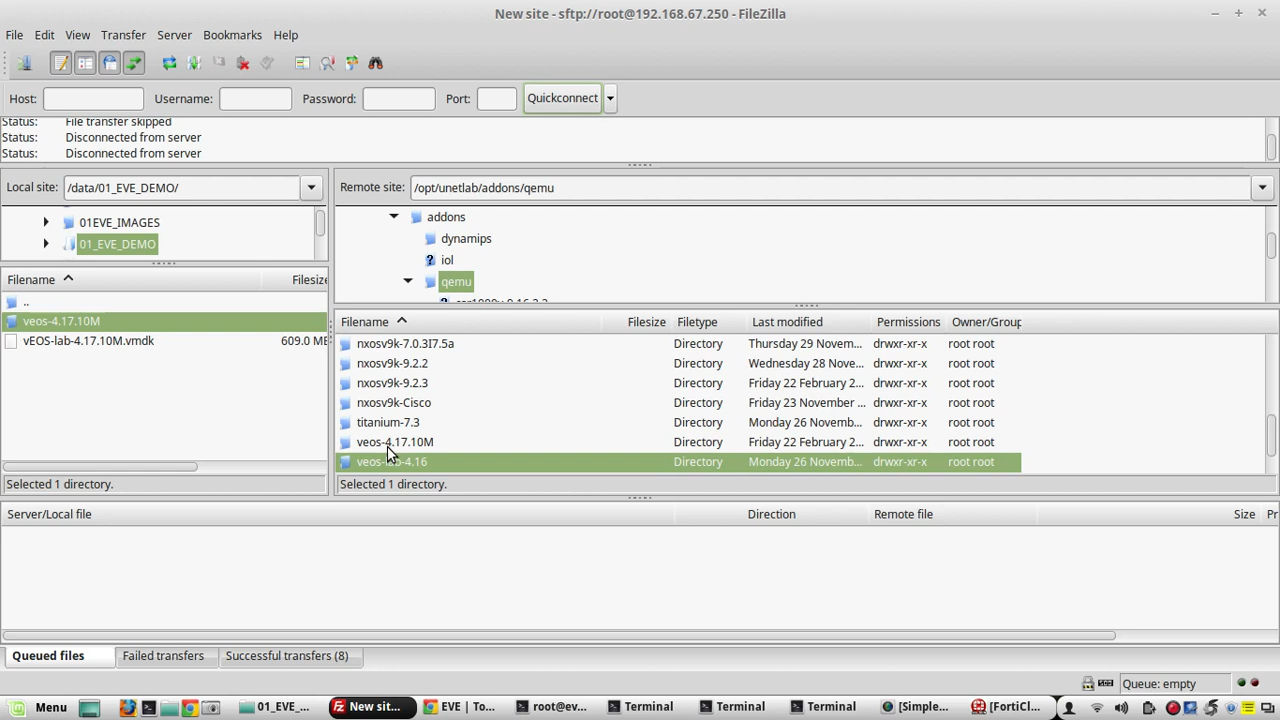 New site - sftp://root@192.168.67.250 - FileZilla
File Edit View Transfer Server Bookmarks Help
Host: Username: Password: Port: Quickconnect
Status: File transfer skipped
Status: Disconnected from server
Status: Disconnected from server
Local site: /data/01_EVE_DEMO/
Remote site: /opt/unetlab/addons/qemu
01EVE_IMAGES
01_EVE_DEMO
addons
dynamips
iol
qemu
Filename Filesize
..
veos-4.17.10M
vEOS-lab-4.17.10M.vmdk 609.0 MB
Selected 1 directory.
Filename Filesize Filetype Last modified Permissions Owner/Group
nxosv9k-7.0.3I7.5a Directory Thursday 29 Novem... drwxr-xr-x root root
nxosv9k-9.2.2 Directory Wednesday 28 Nove... drwxr-xr-x root root
nxosv9k-9.2.3 Directory Friday 22 February 2... drwxr-xr-x root root
nxosv9k-Cisco Directory Friday 23 November ... drwxr-xr-x root root
titanium-7.3 Directory Monday 26 Novemb... drwxr-xr-x root root
veos-4.17.10M Directory Friday 22 February 2... drwxr-xr-x root root
veos-lab-4.16 Directory Monday 26 Novemb... drwxr-xr-x root root
Selected 1 directory.
Server/Local file Direction Remote file Size Pr
Queued files Failed transfers Successful transfers (8)
Queue: empty
Menu 01_EVE_... New sit... EVE | To... root@ev... Terminal Terminal Terminal [Simple... [FortiCl...